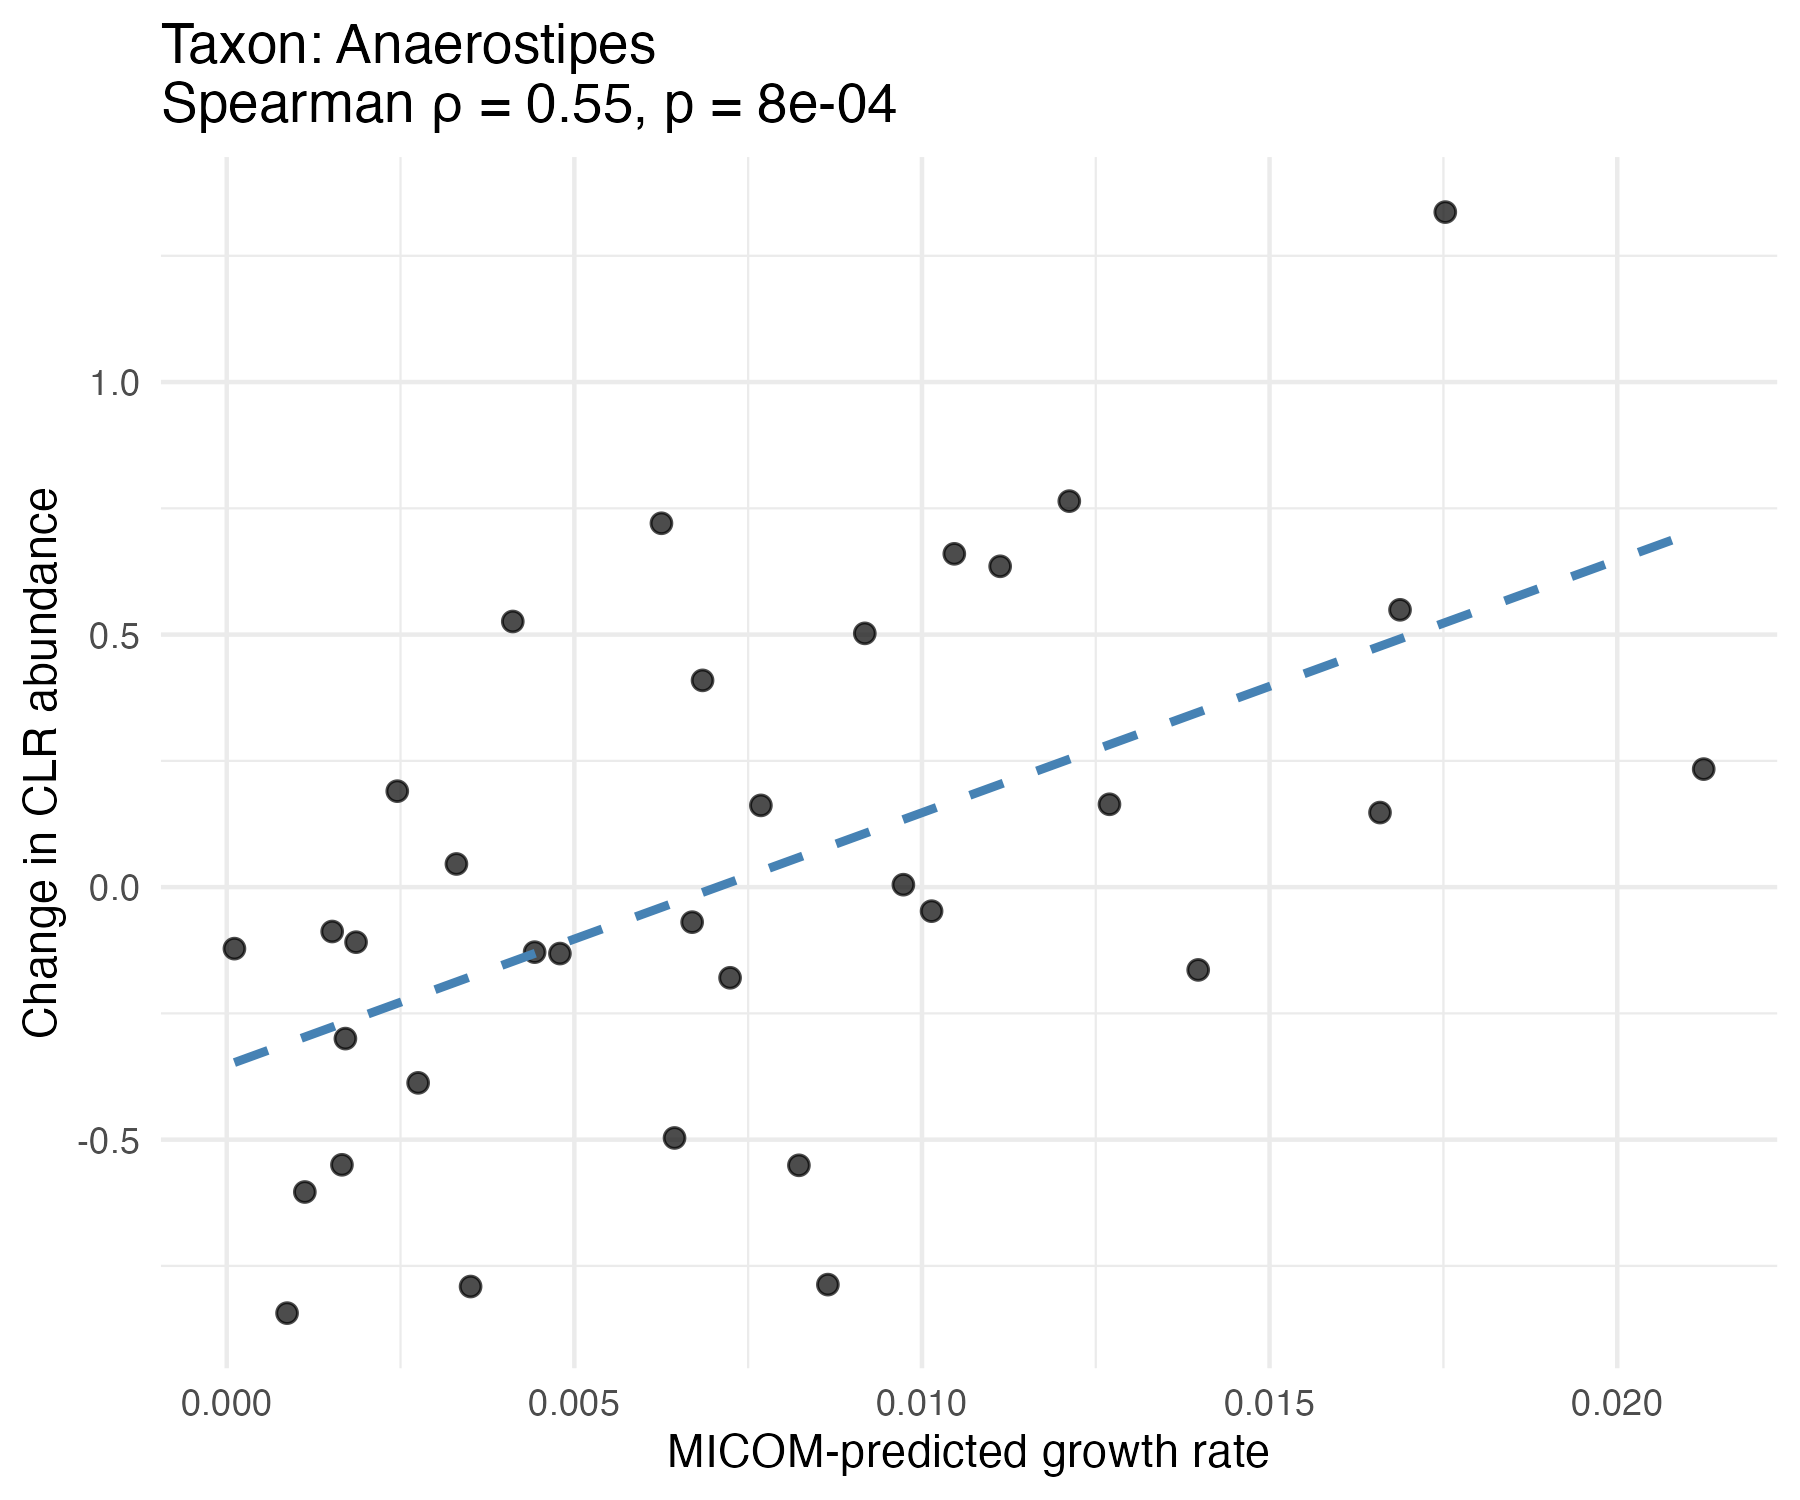 Taxon: Anaerostipes
Spearman ρ = 0.55, p = 8e-04
Change in CLR abundance
1.0
0.5
0.0
-0.5
0.000
0.005
0.010
0.015
0.020
MICOM-predicted growth rate